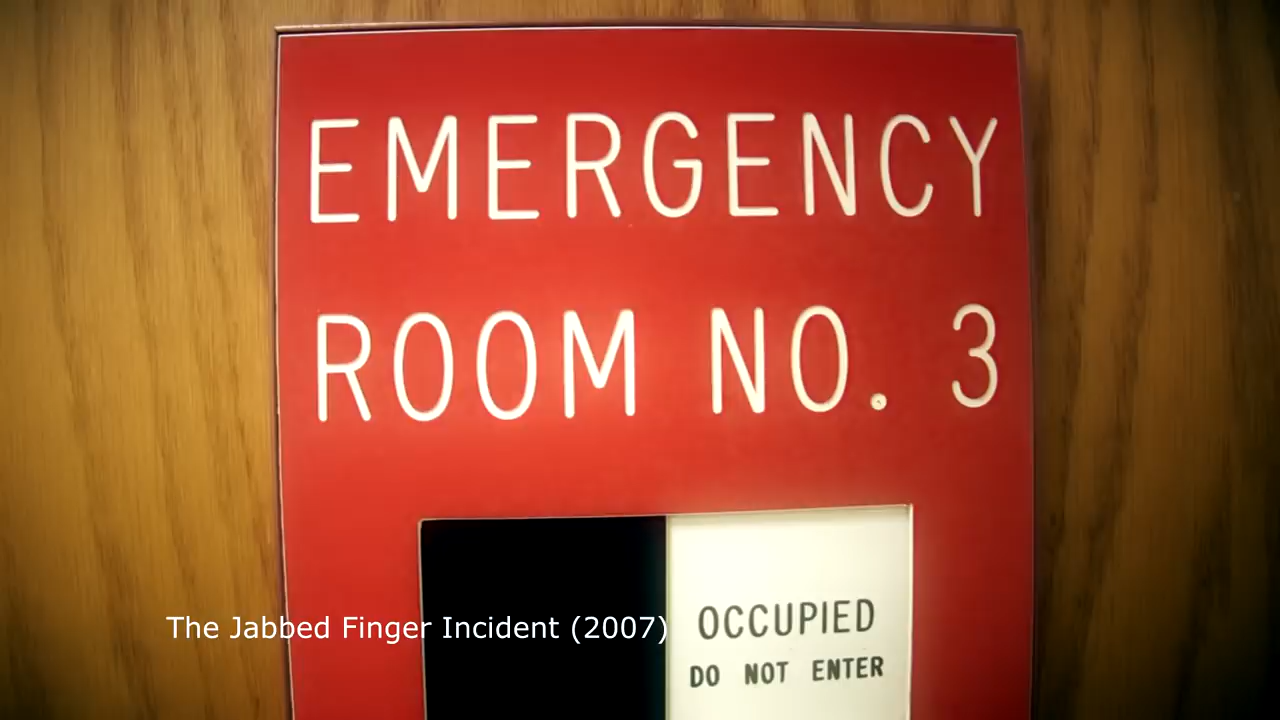 EMERGENCY
ROOM NO. 3
The Jabbed Finger Incident (2007)
OCCUPIED
DO NOT ENTER